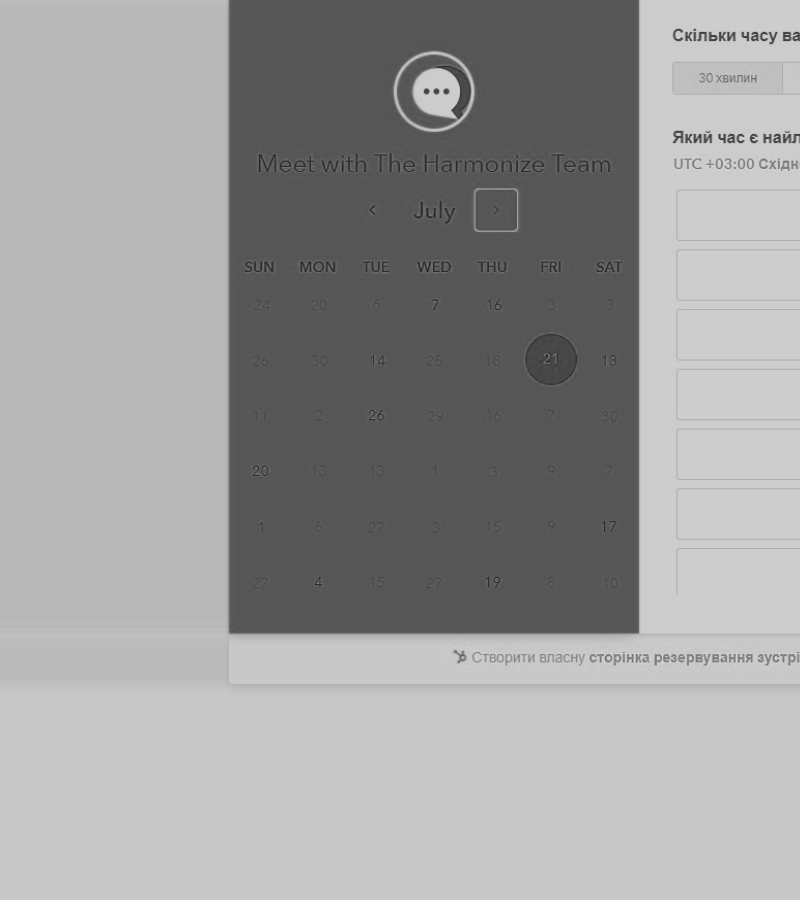 Meet with The Harmonize Team
July
SUN MON TUE WED THU FRI SAT
24 20 6 7 16 3 3
26 30 14 25 18 21 13
11 2 26 29 16 7 30
20 13 13 1 3 9 7
1 6 27 3 15 9 17
27 4 15 27 19 8 10
Скільки часу ва
30 хвилин
Який час є найл
UTC +03:00 Східн
Створити власну сторінка резервування зустрі